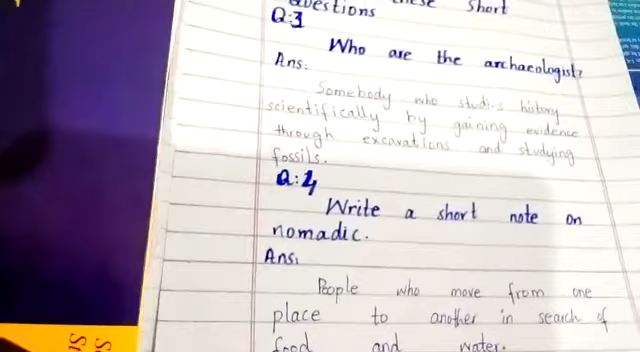 Questions these short
Q:3
Who are the archaeologist?
Ans:
Somebody who studies history
scientifically by gaining evidence
through excavations and studying
fossils.
Q:4
Write a short note on
nomadic.
Ans:
People who move from one
place to another in search of
food and water.